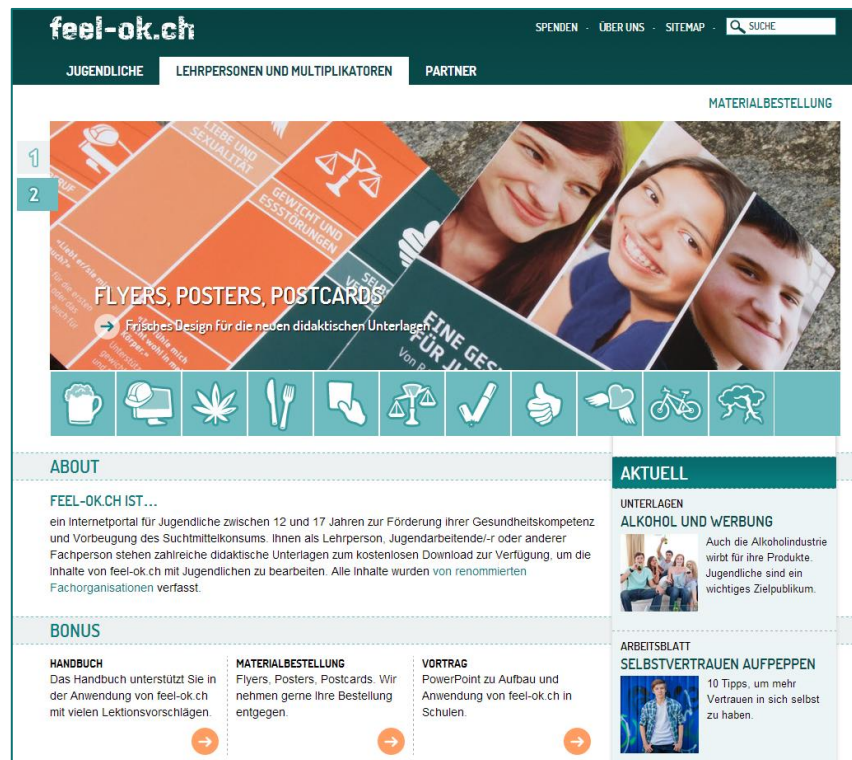 feel-ok.ch
SPENDEN - ÜBER UNS - SITEMAP - SUCHE
JUGENDLICHE LEHRPERSONEN UND MULTIPLIKATOREN PARTNER
MATERIALBESTELLUNG
1
2
LIEBE UND
SEXUALITÄT
GEWICHT UND
ESSSTÖRUNGEN
FLYERS, POSTERS, POSTCARDS
Frisches Design für die neuen didaktischen Unterlagen
ABOUT
FEEL-OK.CH IST...
ein Internetportal für Jugendliche zwischen 12 und 17 Jahren zur Förderung ihrer Gesundheitskompetenz
und Vorbeugung des Suchtmittelkonsums. Ihnen als Lehrperson, Jugendarbeitende/-r oder anderer
Fachperson stehen zahlreiche didaktische Unterlagen zum kostenlosen Download zur Verfügung, um die
Inhalte von feel-ok.ch mit Jugendlichen zu bearbeiten. Alle Inhalte wurden von renommierten
Fachorganisationen verfasst.
BONUS
HANDBUCH
Das Handbuch unterstützt Sie in
der Anwendung von feel-ok.ch
mit vielen Lektionsvorschlägen.
MATERIALBESTELLUNG
Flyers, Posters, Postcards. Wir
nehmen gerne Ihre Bestellung
entgegen.
VORTRAG
PowerPoint zu Aufbau und
Anwendung von feel-ok.ch in
Schulen.
AKTUELL
UNTERLAGEN
ALKOHOL UND WERBUNG
Auch die Alkoholindustrie
wirbt für ihre Produkte.
Jugendliche sind ein
wichtiges Zielpublikum.
ARBEITSBLATT
SELBSTVERTRAUEN AUFPEPPEN
10 Tipps, um mehr
Vertrauen in sich selbst
zu haben.